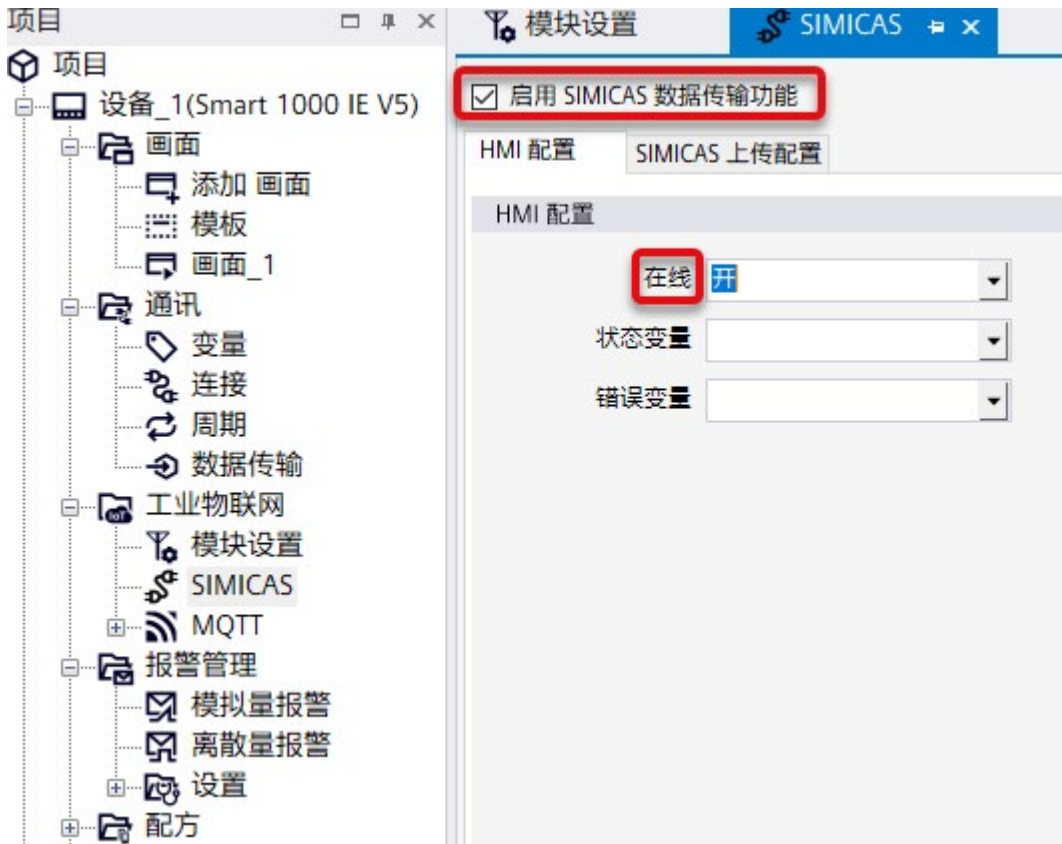 项目
项目
设备_1(Smart 1000 IE V5)
画面
添加 画面
模板
画面_1
通讯
变量
连接
周期
数据传输
工业物联网
模块设置
SIMICAS
MQTT
报警管理
模拟量报警
离散量报警
设置
配方
模块设置
SIMICAS
启用 SIMICAS 数据传输功能
HMI 配置
SIMICAS 上传配置
HMI 配置
在线 开
状态变量
错误变量